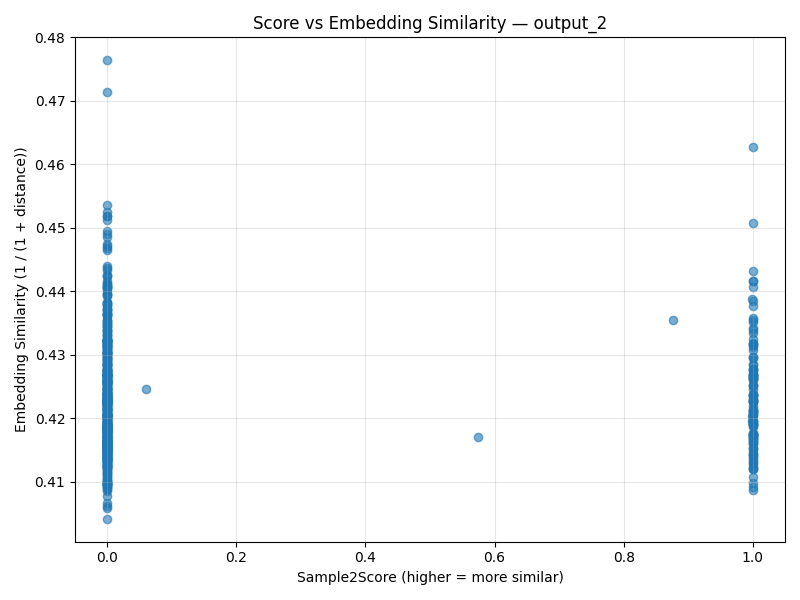 Score vs Embedding Similarity — output_2
Embedding Similarity (1 / (1 + distance))
0.48
0.47
0.46
0.45
0.44
0.43
0.42
0.41
0.0 0.2 0.4 0.6 0.8 1.0
Sample2Score (higher = more similar)